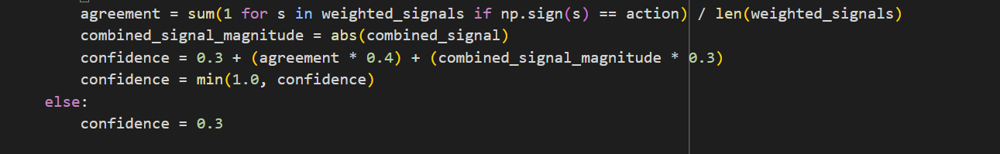 agreement = sum(1 for s in weighted_signals if np.sign(s) == action) / len(weighted_signals)
combined_signal_magnitude = abs(combined_signal)
confidence = 0.3 + (agreement * 0.4) + (combined_signal_magnitude * 0.3)
confidence = min(1.0, confidence)
else:
confidence = 0.3